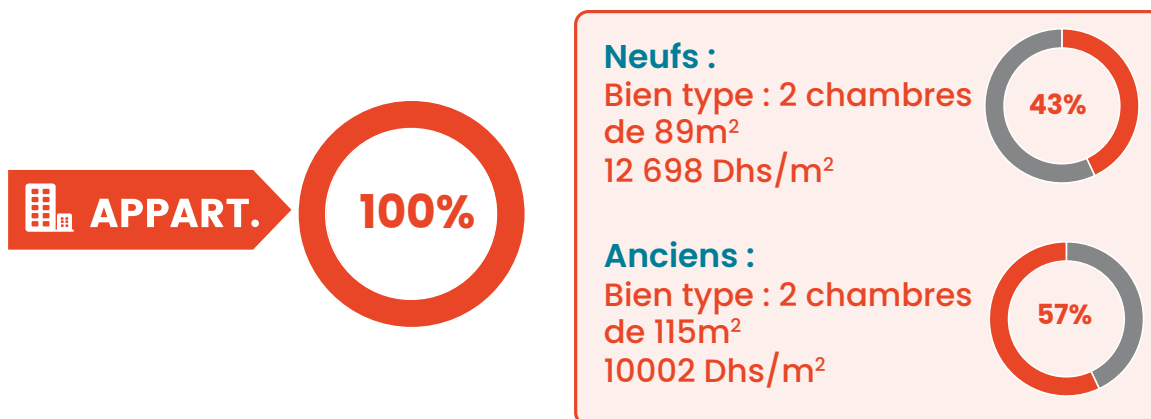 APPART.
100%
Neufs :
Bien type : 2 chambres
de 89m²
12 698 Dhs/m²
43%
Anciens :
Bien type : 2 chambres
de 115m²
10002 Dhs/m²
57%